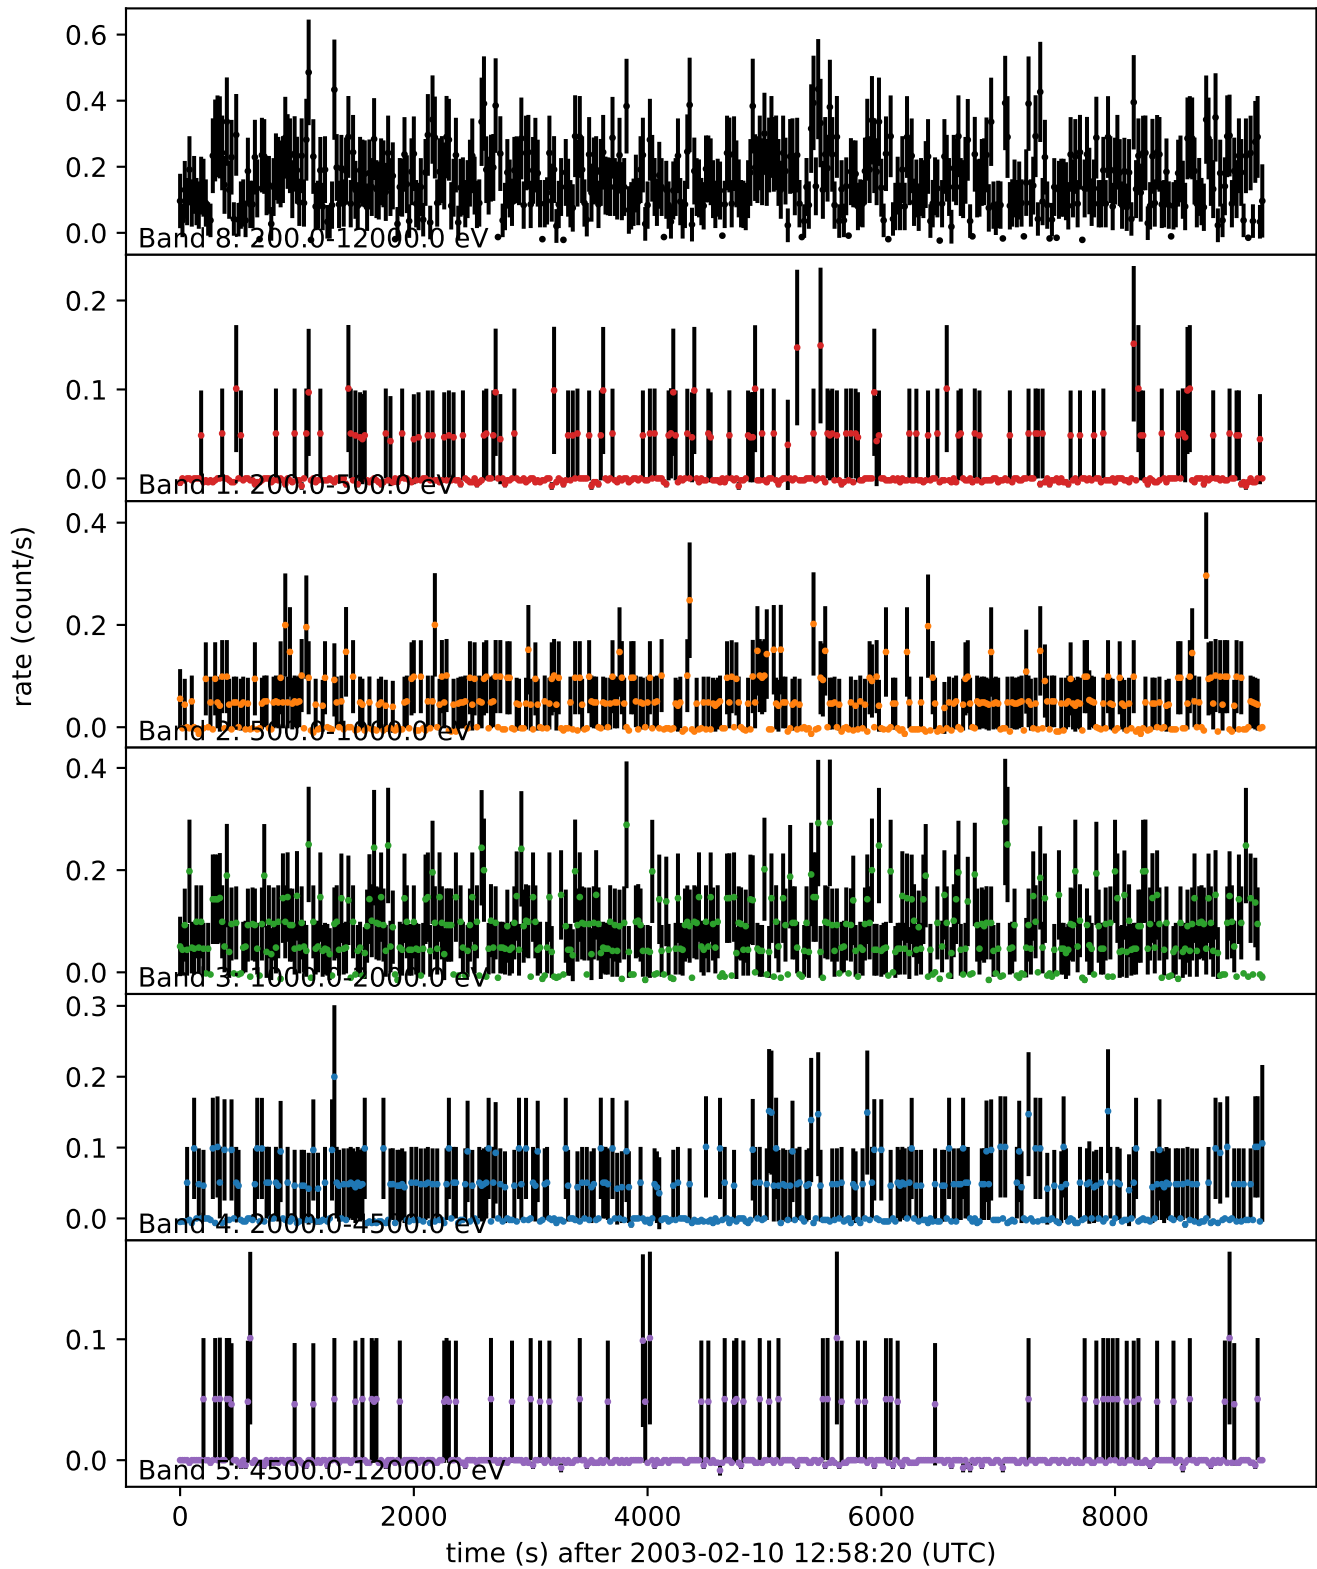 0.6
0.4
0.2
0.0
Band 8: 200.0-12000.0 eV
0.2
0.1
0.0
Band 1: 200.0-500.0 eV
0.4
0.2
0.0
Band 2: 500.0-1000.0 eV
rate (count/s)
0.4
0.2
0.0
Band 3: 1000.0-2000.0 eV
0.3
0.2
0.1
0.0
Band 4: 2000.0-4500.0 eV
0.1
0.0
Band 5: 4500.0-12000.0 eV
0 2000 4000 6000 8000
time (s) after 2003-02-10 12:58:20 (UTC)